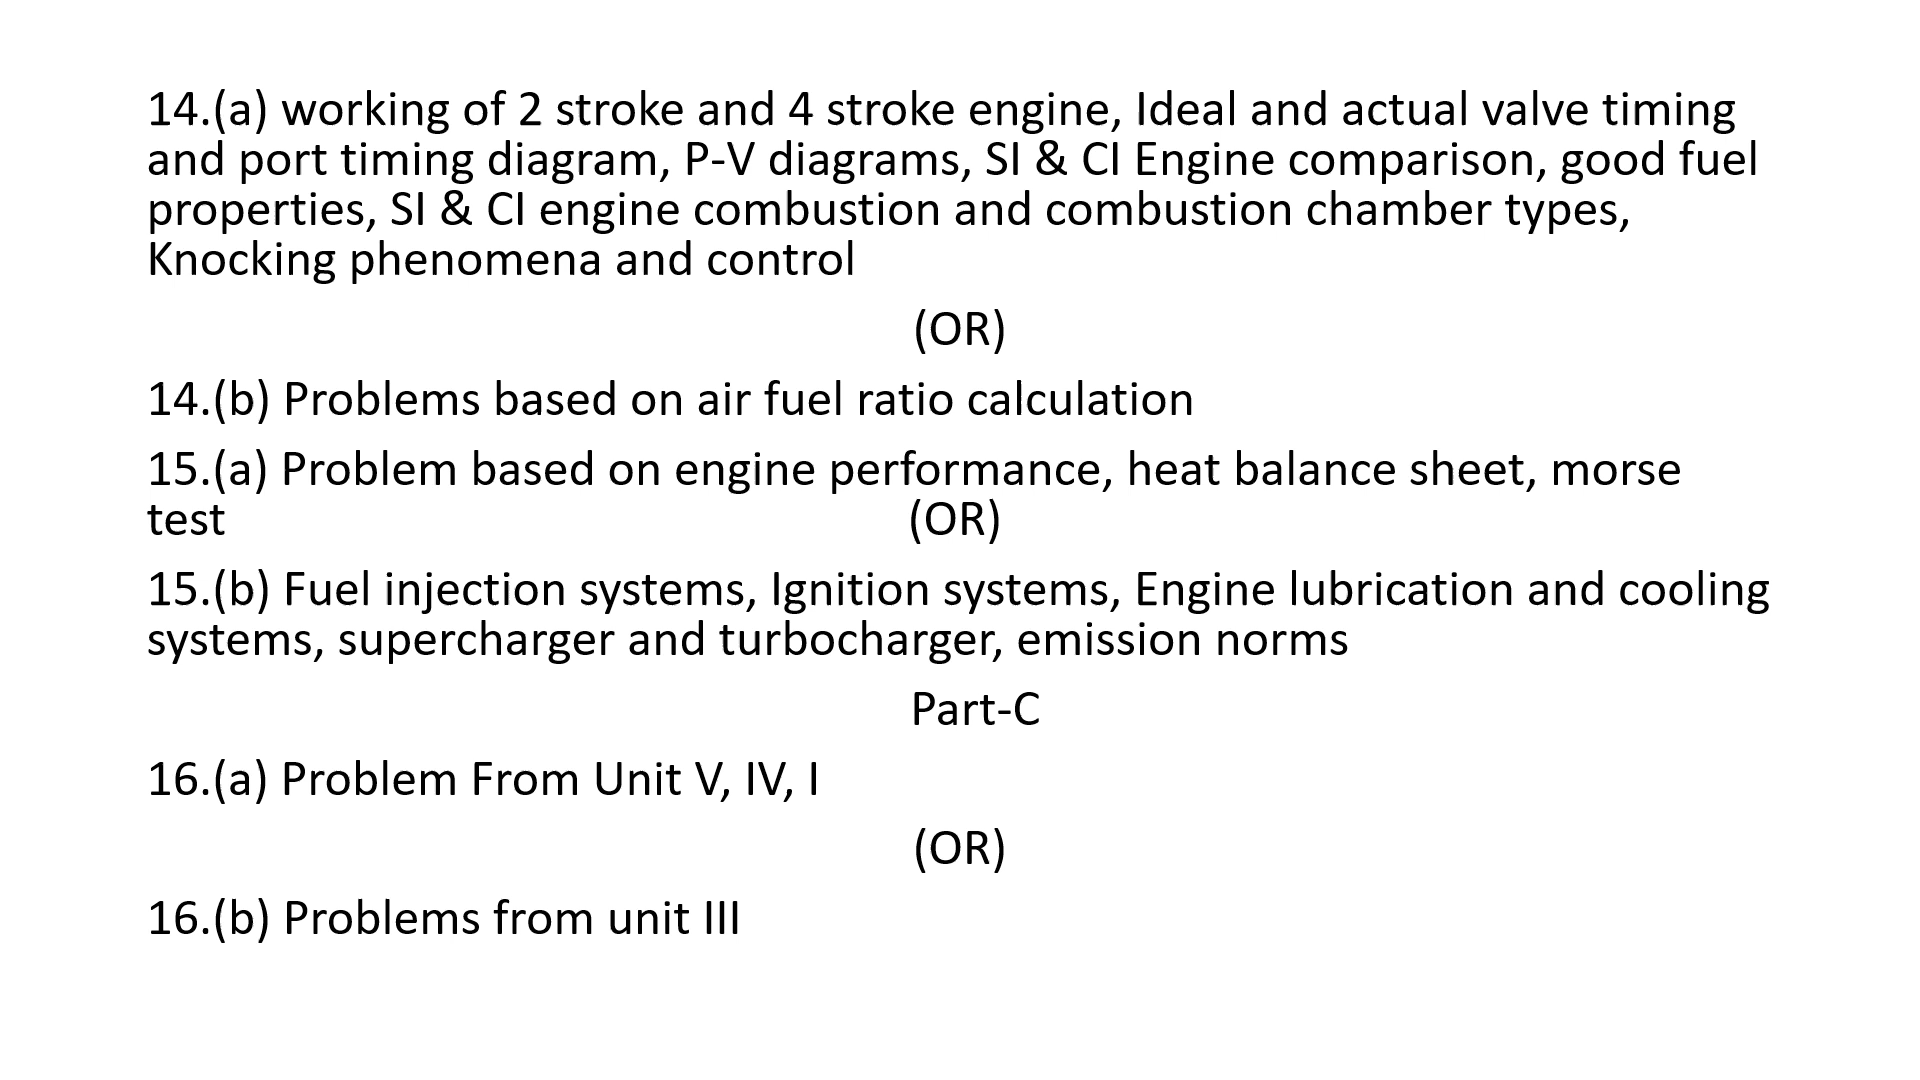 14.(a) working of 2 stroke and 4 stroke engine, Ideal and actual valve timing
and port timing diagram, P-V diagrams, SI & CI Engine comparison, good fuel
properties, SI & CI engine combustion and combustion chamber types,
Knocking phenomena and control
(OR)
14.(b) Problems based on air fuel ratio calculation
15.(a) Problem based on engine performance, heat balance sheet, morse
test (OR)
15.(b) Fuel injection systems, Ignition systems, Engine lubrication and cooling
systems, supercharger and turbocharger, emission norms
Part-C
16.(a) Problem From Unit V, IV, I
(OR)
16.(b) Problems from unit III